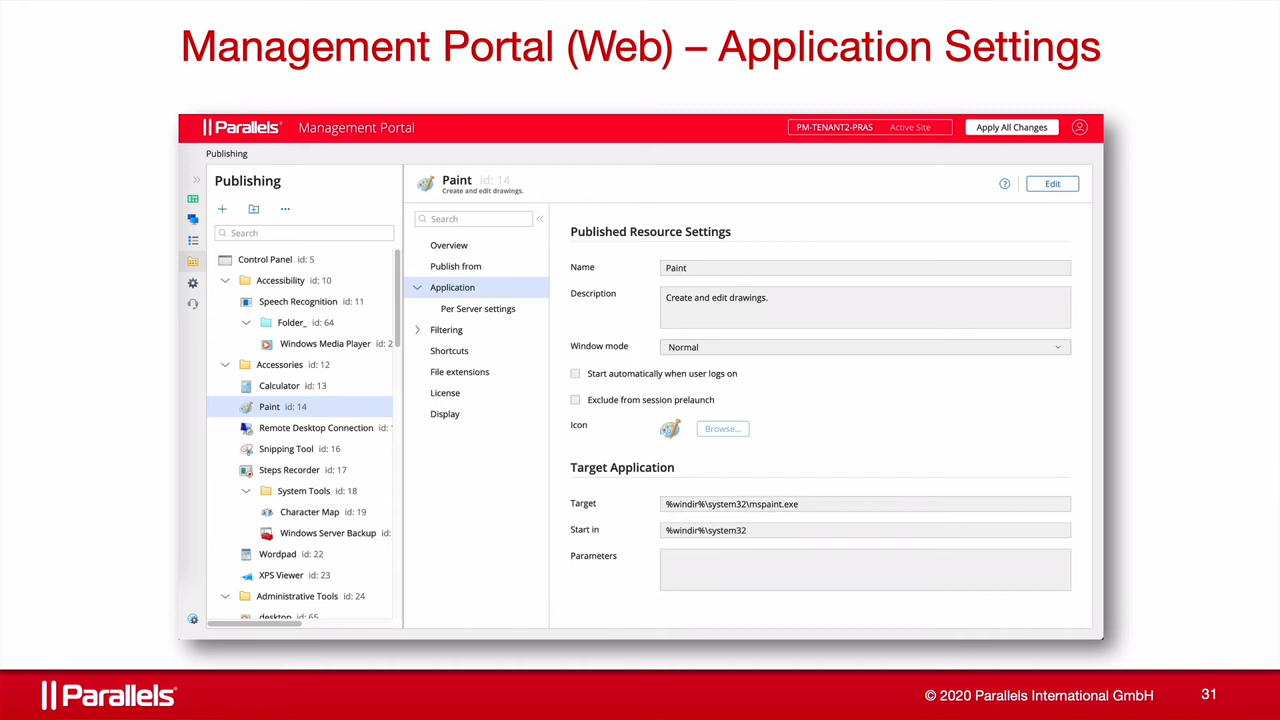 Management Portal (Web) – Application Settings
Parallels® Management Portal
PM-TENANT2-PRAS Active Site
Apply All Changes
Publishing
Publishing
Search
Control Panel id: 5
Accessibility id: 10
Speech Recognition id: 11
Folder_ id: 64
Windows Media Player id: 2
Accessories id: 12
Calculator id: 13
Paint id: 14
Remote Desktop Connection id:
Snipping Tool id: 16
Steps Recorder id: 17
System Tools id: 18
Character Map id: 19
Windows Server Backup id:
Wordpad id: 22
XPS Viewer id: 23
Administrative Tools id: 24
desktop id: 65
Paint id: 14
Create and edit drawings.
Edit
Search
Overview
Publish from
Application
Per Server settings
Filtering
Shortcuts
File extensions
License
Display
Published Resource Settings
Name Paint
Description Create and edit drawings.
Window mode Normal
Start automatically when user logs on
Exclude from session prelaunch
Icon Browse...
Target Application
Target %windir%\system32\mspaint.exe
Start in %windir%\system32
Parameters
Parallels®
© 2020 Parallels International GmbH
31